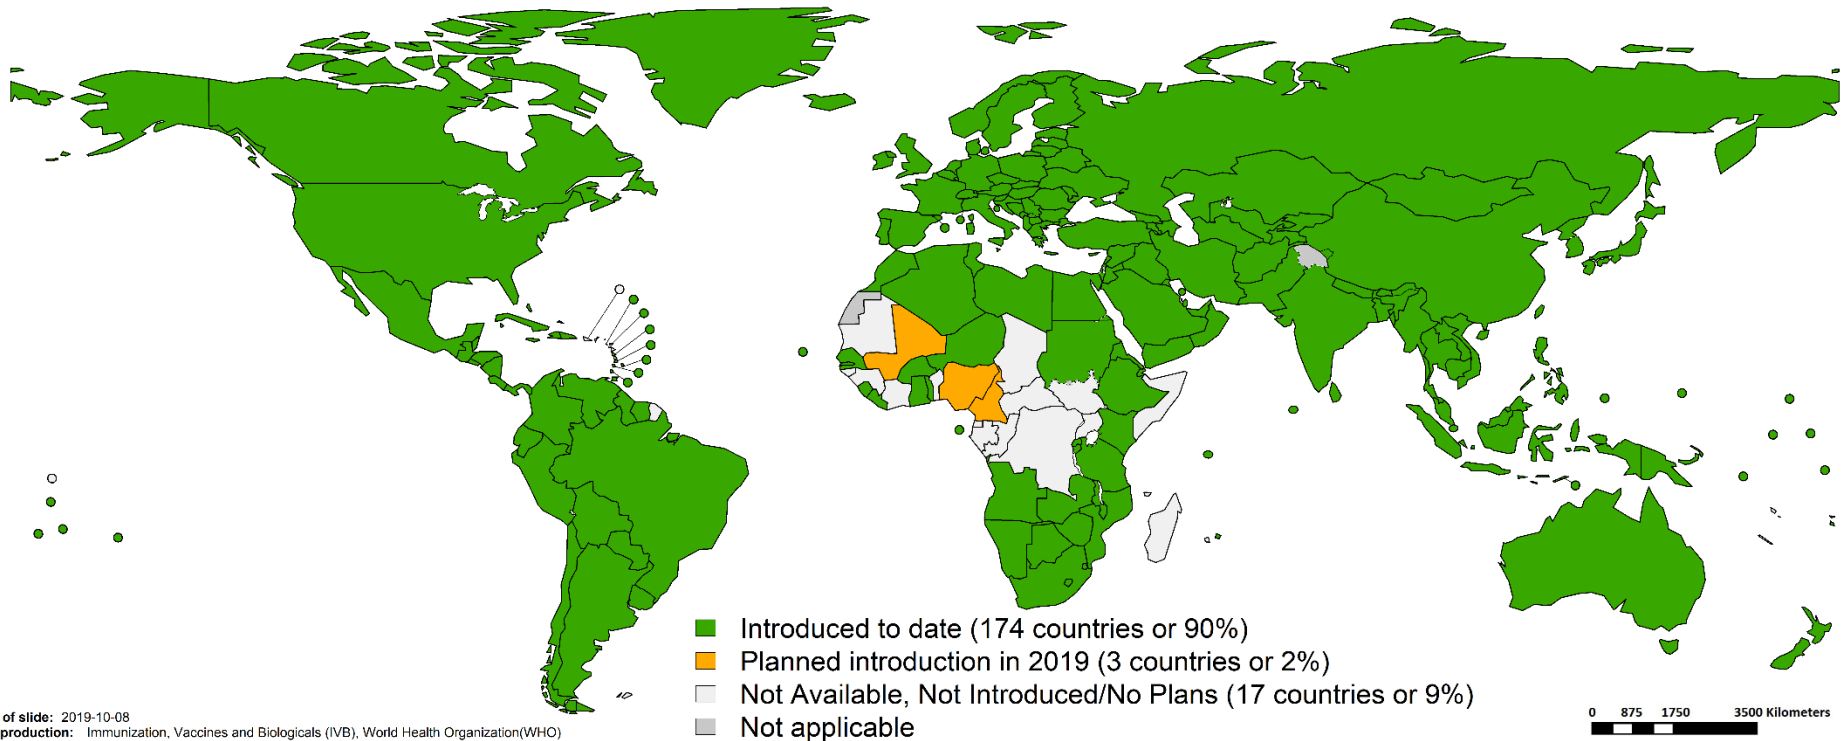 Introduced to date (174 countries or 90%)
Planned introduction in 2019 (3 countries or 2%)
Not Available, Not Introduced/No Plans (17 countries or 9%)
Not applicable
of slide: 2019-10-08
production: Immunization, Vaccines and Biologicals (IVB), World Health Organization(WHO)
0 875 1750 3500 Kilometers